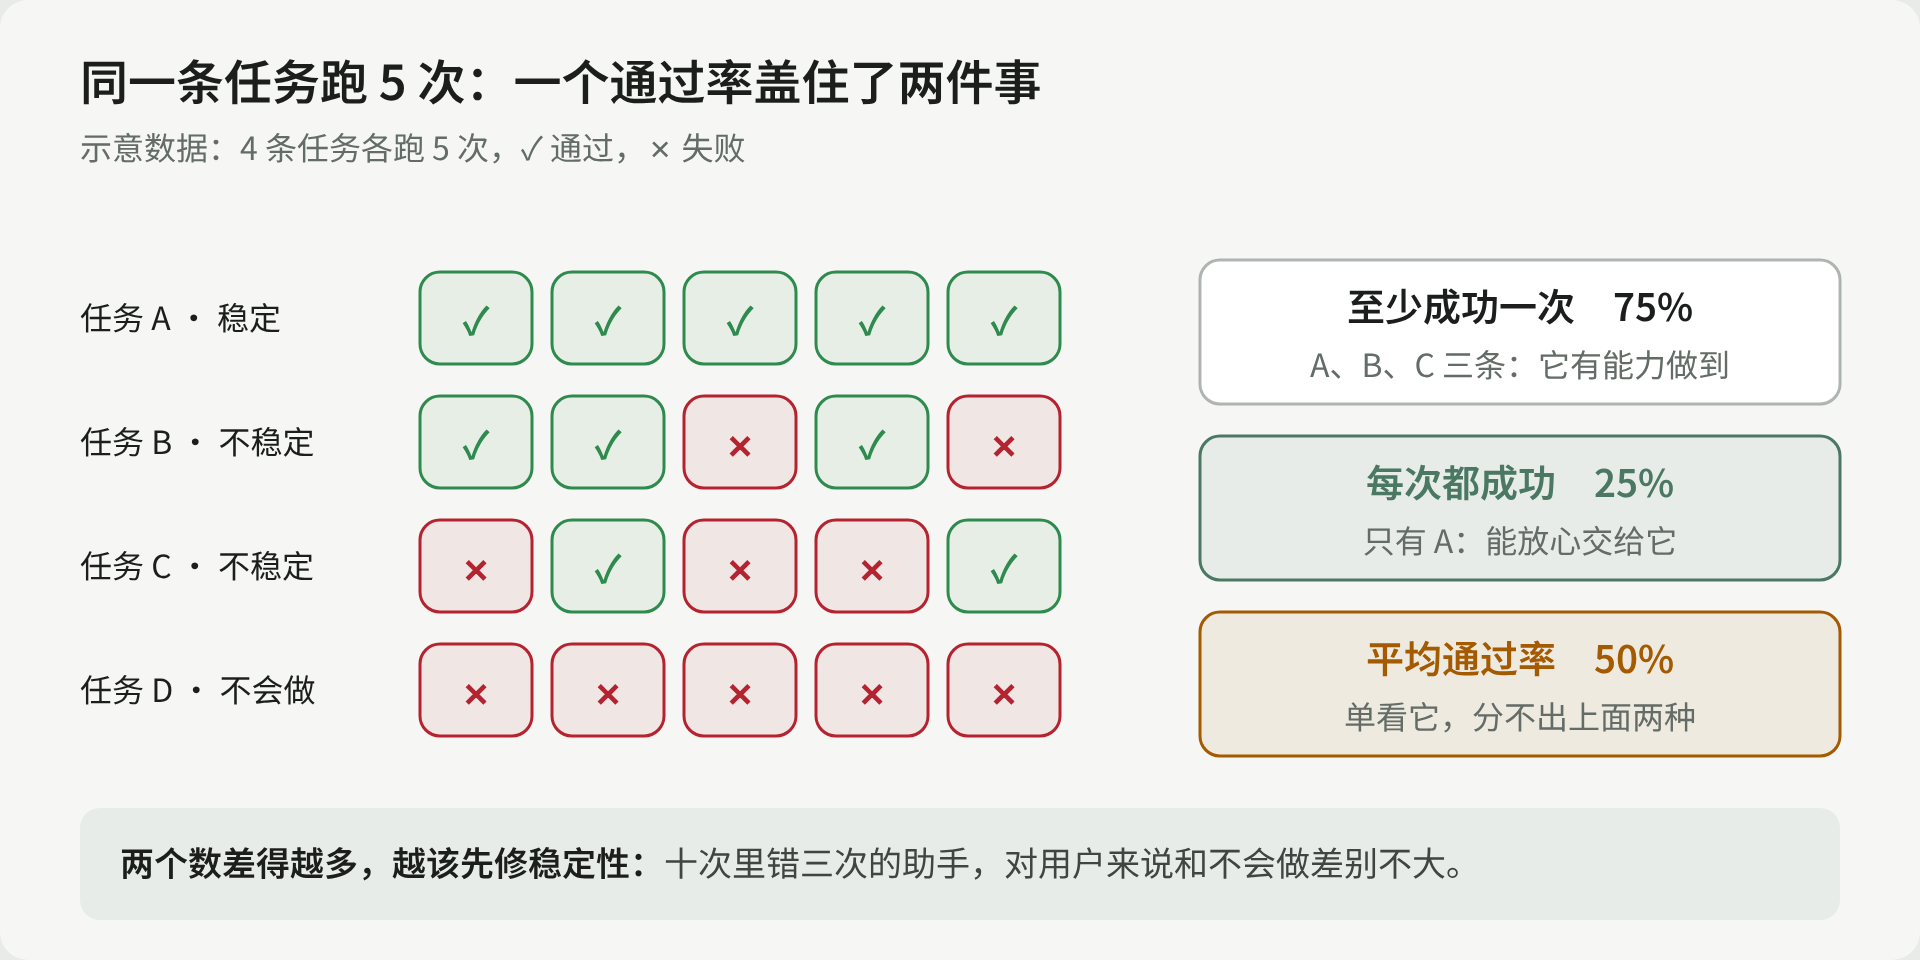 同一条任务跑 5 次：一个通过率盖住了两件事
示意数据：4 条任务各跑 5 次，✓ 通过，× 失败
任务 A · 稳定
✓ ✓ ✓ ✓ ✓
任务 B · 不稳定
✓ ✓ × ✓ ×
任务 C · 不稳定
× ✓ × × ✓
任务 D · 不会做
× × × × ×
至少成功一次 75%
A、B、C 三条：它有能力做到
每次都成功 25%
只有 A：能放心交给它
平均通过率 50%
单看它，分不出上面两种
两个数差得越多，越该先修稳定性：十次里错三次的助手，对用户来说和不会做差别不大。